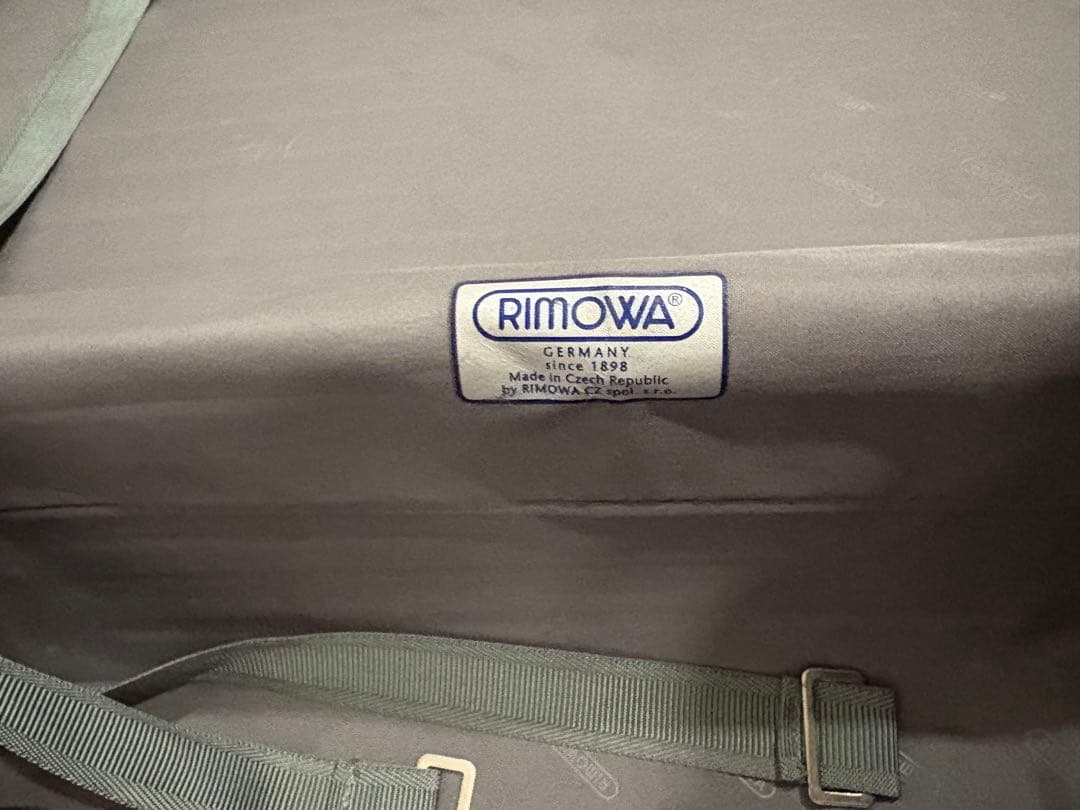 RIMOWA®
GERMANY
since 1898
Made in Czech Republic
by RIMOWA CZ spol. s r.o.